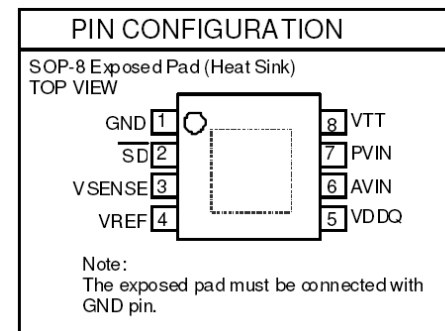 PIN CONFIGURATION
SOP-8 Exposed Pad (Heat Sink)
TOP VIEW
GND 1
SD 2
VSENSE 3
VREF 4
8 VTT
7 PVIN
6 AVIN
5 VDDQ
Note:
The exposed pad must be connected with
GND pin.